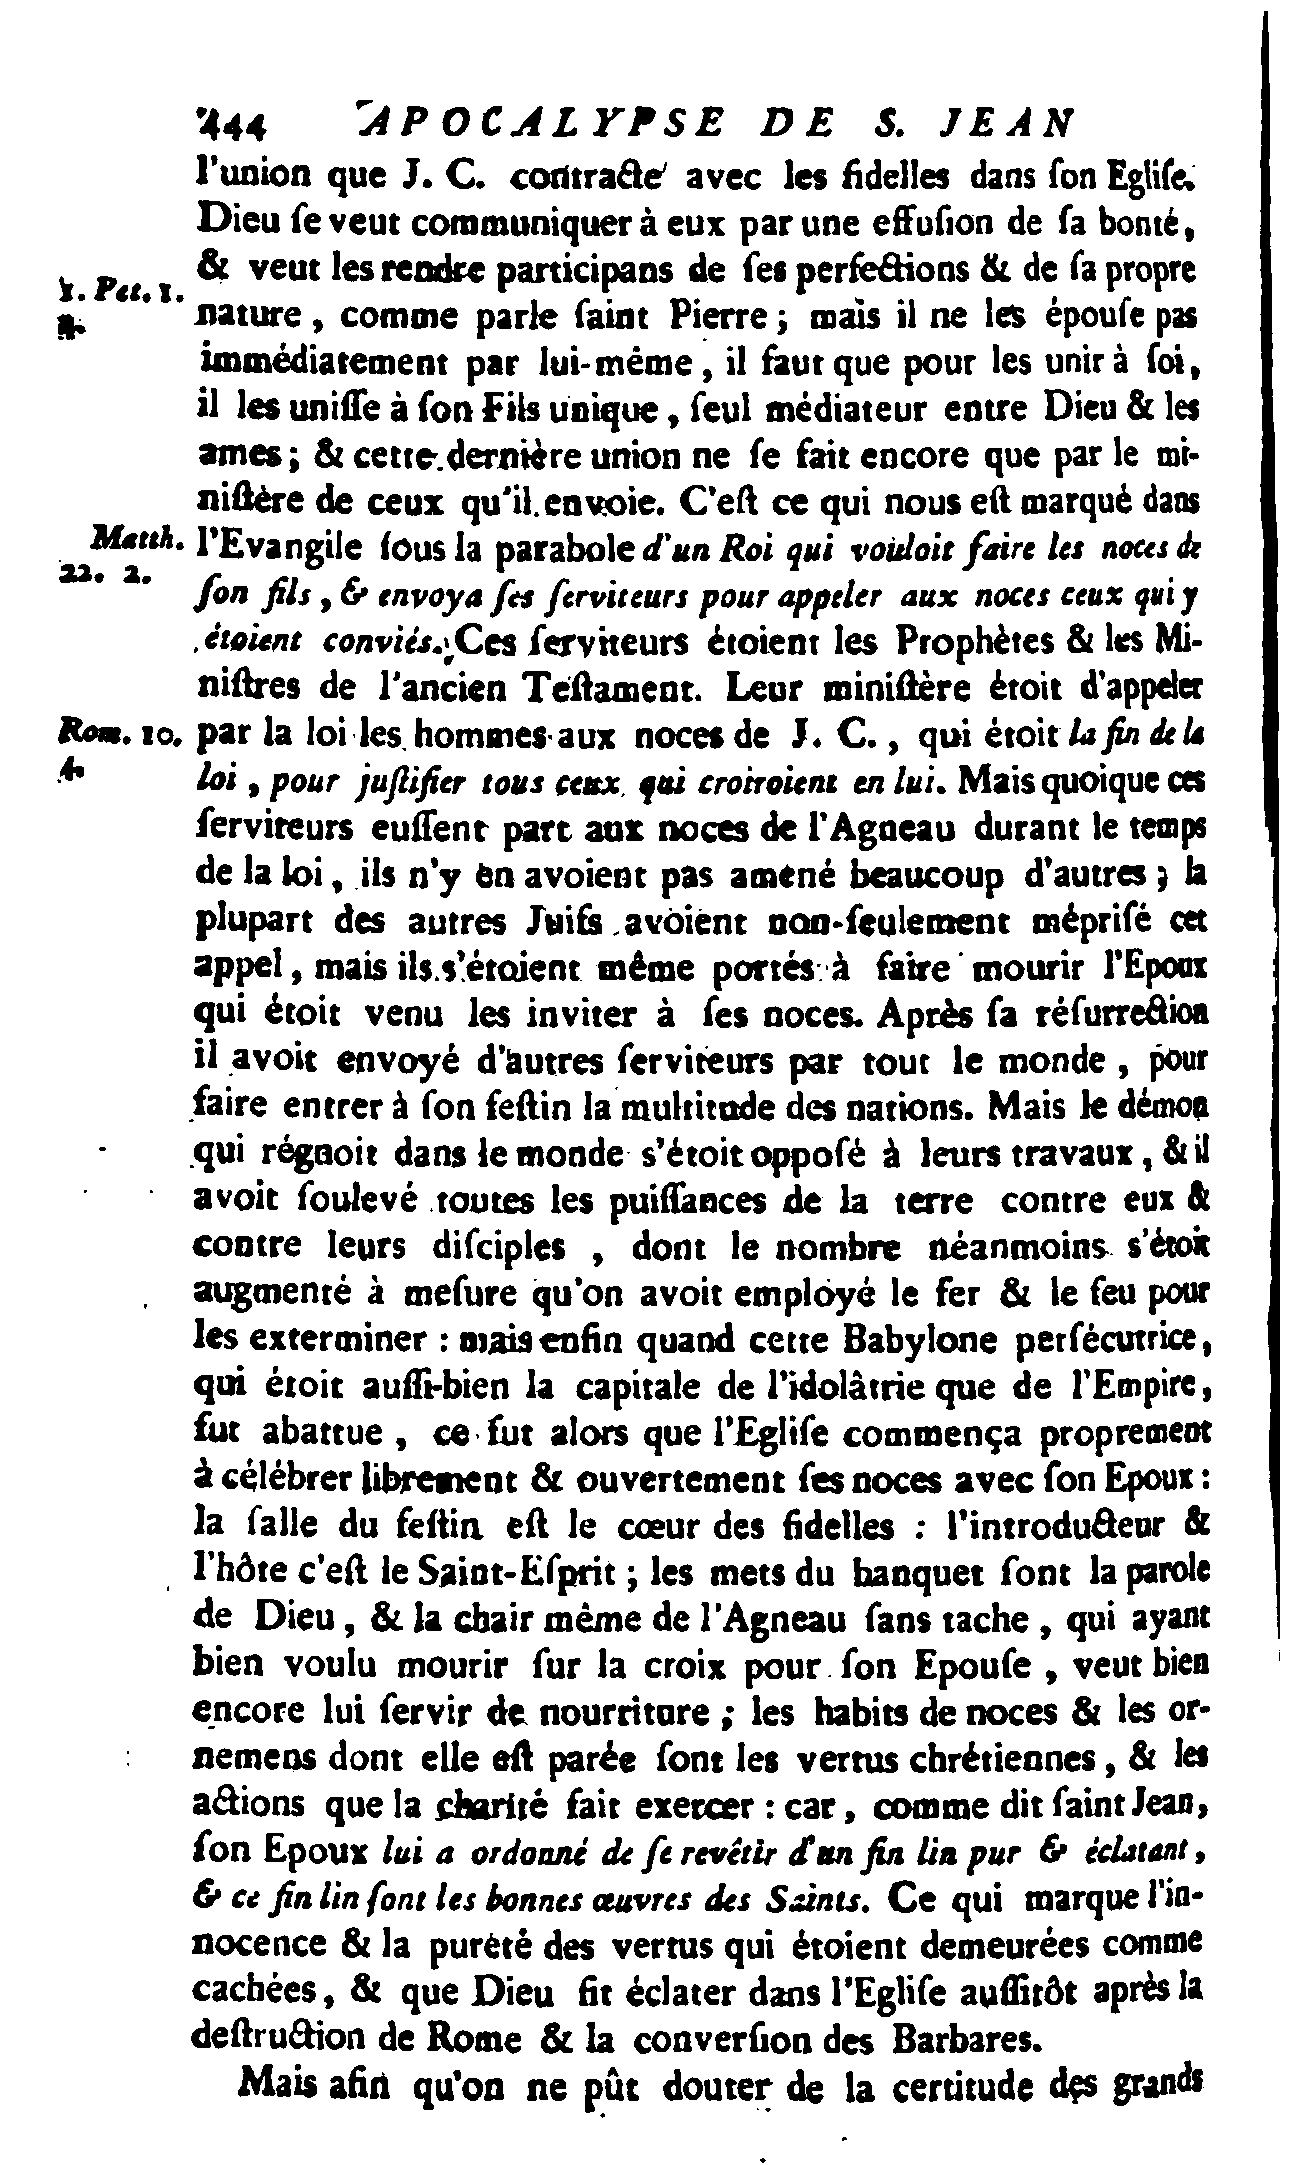 444 APOCALYPSE DE S. JEAN
l'union que J. C. contracte avec les fidelles dans ſon Egliſe.
Dieu ſe veut communiquer à eux par une effuſion de ſa bonté,
& veut les rendre participans de ſes perfections & de ſa propre
1. Pet. 1.
4.
nature, comme parle ſaint Pierre ; mais il ne les épouſe pas
immédiatement par lui-même, il faut que pour les unir à ſoi,
il les uniſſe à ſon Fils unique, ſeul médiateur entre Dieu & les
ames ; & cette dernière union ne ſe fait encore que par le mi-
niſtère de ceux qu'il envoie. C'eſt ce qui nous eſt marqué dans
Matth.
22. 2.
l'Evangile ſous la parabole d'un Roi qui vouloit faire les noces de
ſon fils, & envoya ſes ſerviteurs pour appeler aux noces ceux qui y
étoient conviés. Ces ſerviteurs étoient les Prophètes & les Mi-
niſtres de l'ancien Teſtament. Leur miniſtère étoit d'appeler
Rom. 10.
4.
par la loi les hommes aux noces de J. C., qui étoit la fin de la
loi, pour juſtifier tous ceux qui croiroient en lui. Mais quoique ces
ſerviteurs euſſent part aux noces de l'Agneau durant le temps
de la loi, ils n'y en avoient pas amené beaucoup d'autres ; la
plupart des autres Juifs avoient non-ſeulement mépriſé cet
appel, mais ils s'étoient même portés à faire mourir l'Epoux
qui étoit venu les inviter à ſes noces. Après ſa réſurrection
il avoit envoyé d'autres ſerviteurs par tout le monde, pour
faire entrer à ſon feſtin la multitude des nations. Mais le démon
qui régnoit dans le monde s'étoit oppoſé à leurs travaux, & il
avoit ſoulevé toutes les puiſſances de la terre contre eux &
contre leurs diſciples, dont le nombre néanmoins s'étoit
augmenté à meſure qu'on avoit employé le fer & le feu pour
les exterminer : mais enfin quand cette Babylone perſécutrice,
qui étoit auſſi-bien la capitale de l'idolâtrie que de l'Empire,
fut abattue, ce fut alors que l'Egliſe commença proprement
à célébrer librement & ouvertement ſes noces avec ſon Epoux :
la ſalle du feſtin eſt le cœur des fidelles : l'introducteur &
l'hôte c'eſt le Saint-Eſprit ; les mets du banquet ſont la parole
de Dieu, & la chair même de l'Agneau ſans tache, qui ayant
bien voulu mourir ſur la croix pour ſon Epouſe, veut bien
encore lui ſervir de nourriture ; les habits de noces & les or-
nemens dont elle eſt parée ſont les vertus chrétiennes, & les
actions que la charité fait exercer : car, comme dit ſaint Jean,
ſon Epoux lui a ordonné de ſe revêtir d'un fin lin pur & éclatant,
& ce fin lin ſont les bonnes œuvres des Saints. Ce qui marque l'in-
nocence & la pureté des vertus qui étoient demeurées comme
cachées, & que Dieu fit éclater dans l'Egliſe auſſitôt après la
deſtruction de Rome & la converſion des Barbares.
Mais afin qu'on ne pût douter de la certitude des grands